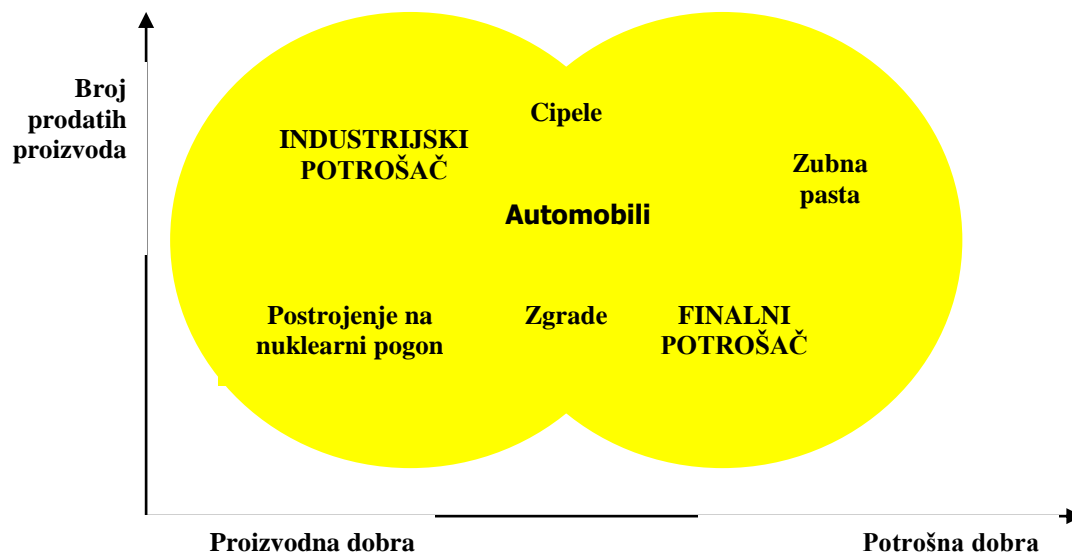 Broj
prodatih
proizvoda
INDUSTRIJSKI
POTROŠAČ
Cipele
Zubna
pasta
Automobili
Postrojenje na
nuklearni pogon
Zgrade
FINALNI
POTROŠAČ
Proizvodna dobra
Potrošna dobra